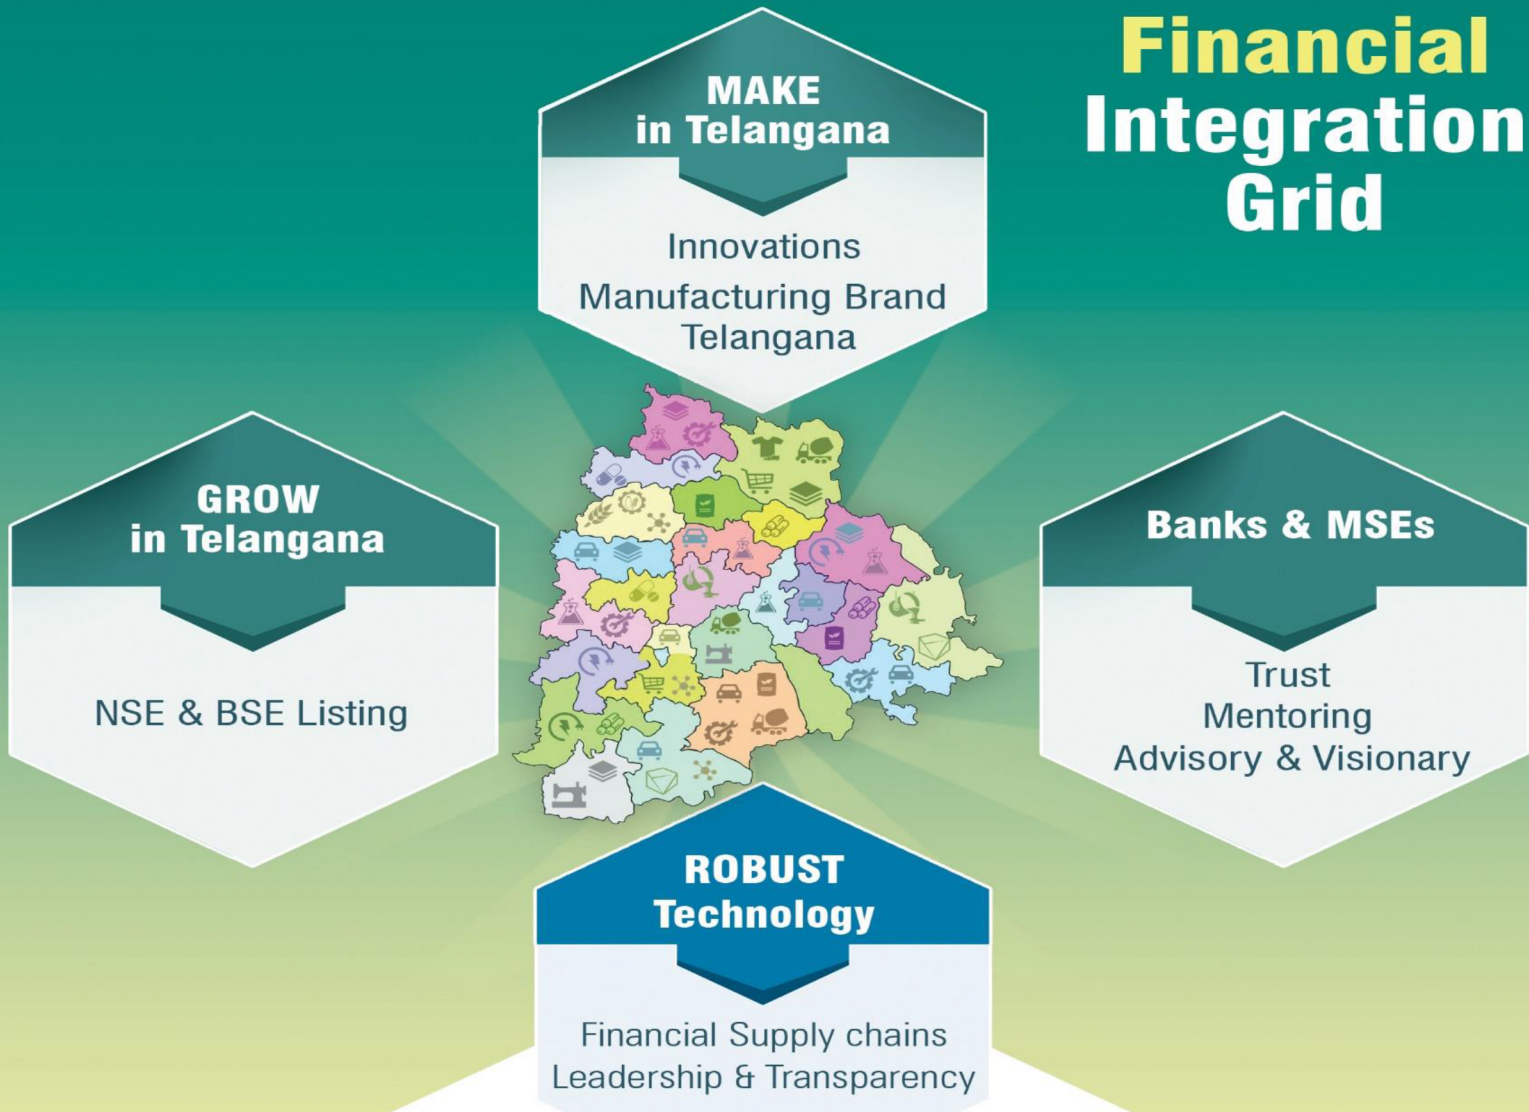 Financial
Integration
Grid
MAKE
in Telangana
Innovations
Manufacturing Brand
Telangana
GROW
in Telangana
NSE & BSE Listing
Banks & MSEs
Trust
Mentoring
Advisory & Visionary
ROBUST
Technology
Financial Supply chains
Leadership & Transparency